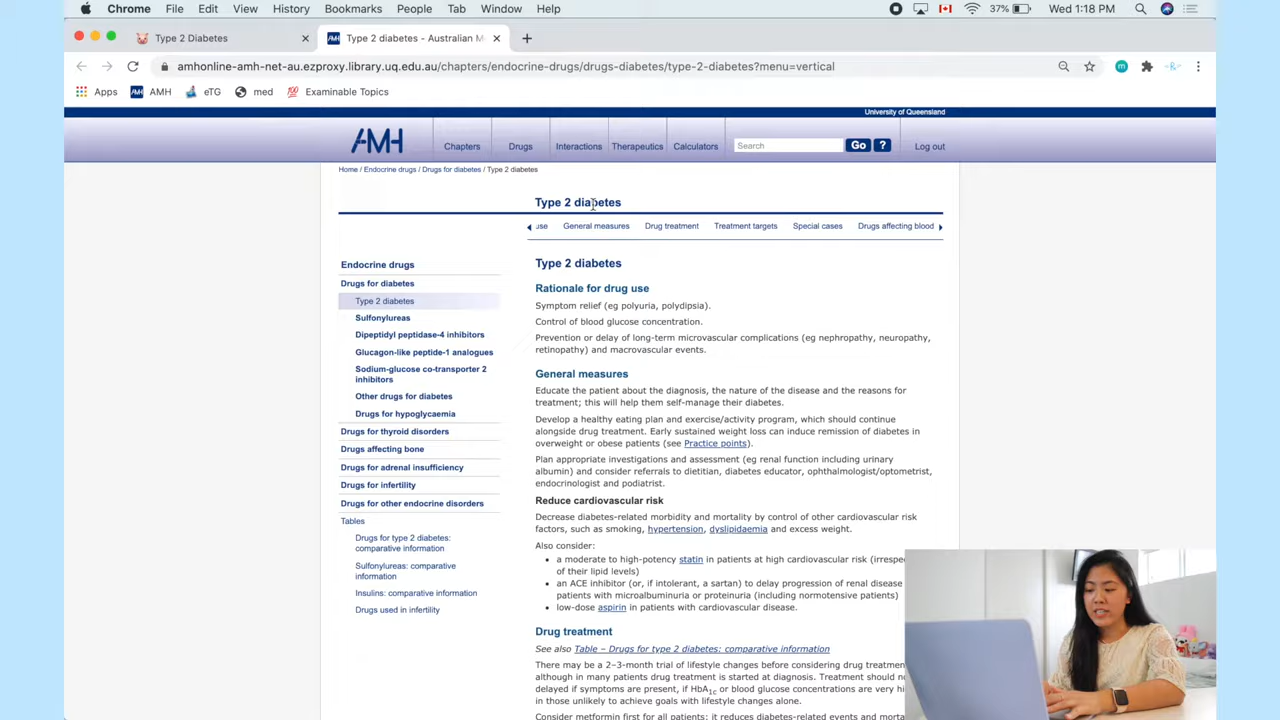 Chrome File Edit View History Bookmarks People Tab Window Help 37% Wed 1:18 PM
Type 2 Diabetes Type 2 diabetes - Australian M
amhonline-amh-net-au.ezproxy.library.uq.edu.au/chapters/endocrine-drugs/drugs-diabetes/type-2-diabetes?menu=vertical
Apps AMH eTG med Examinable Topics
University of Queensland
AMH Chapters Drugs Interactions Therapeutics Calculators Search Go ? Log out
Home / Endocrine drugs / Drugs for diabetes / Type 2 diabetes
Type 2 diabetes
use General measures Drug treatment Treatment targets Special cases Drugs affecting blood
Endocrine drugs
Drugs for diabetes
Type 2 diabetes
Sulfonylureas
Dipeptidyl peptidase-4 inhibitors
Glucagon-like peptide-1 analogues
Sodium-glucose co-transporter 2
inhibitors
Other drugs for diabetes
Drugs for hypoglycaemia
Drugs for thyroid disorders
Drugs affecting bone
Drugs for adrenal insufficiency
Drugs for infertility
Drugs for other endocrine disorders
Tables
Drugs for type 2 diabetes:
comparative information
Sulfonylureas: comparative
information
Insulins: comparative information
Drugs used in infertility
Type 2 diabetes
Rationale for drug use
Symptom relief (eg polyuria, polydipsia).
Control of blood glucose concentration.
Prevention or delay of long-term microvascular complications (eg nephropathy, neuropathy,
retinopathy) and macrovascular events.
General measures
Educate the patient about the diagnosis, the nature of the disease and the reasons for
treatment; this will help them self-manage their diabetes.
Develop a healthy eating plan and exercise/activity program, which should continue
alongside drug treatment. Early sustained weight loss can induce remission of diabetes in
overweight or obese patients (see Practice points).
Plan appropriate investigations and assessment (eg renal function including urinary
albumin) and consider referrals to dietitian, diabetes educator, ophthalmologist/optometrist,
endocrinologist and podiatrist.
Reduce cardiovascular risk
Decrease diabetes-related morbidity and mortality by control of other cardiovascular risk
factors, such as smoking, hypertension, dyslipidaemia and excess weight.
Also consider:
• a moderate to high-potency statin in patients at high cardiovascular risk (irrespec
of their lipid levels)
• an ACE inhibitor (or, if intolerant, a sartan) to delay progression of renal disease
patients with microalbuminuria or proteinuria (including normotensive patients)
• low-dose aspirin in patients with cardiovascular disease.
Drug treatment
See also Table – Drugs for type 2 diabetes: comparative information
There may be a 2–3-month trial of lifestyle changes before considering drug treatmen
although in many patients drug treatment is started at diagnosis. Treatment should no
delayed if symptoms are present, if HbA1c or blood glucose concentrations are very hi
in those unlikely to achieve goals with lifestyle changes alone.
Consider metformin first for all patients: it reduces diabetes-related events and morta